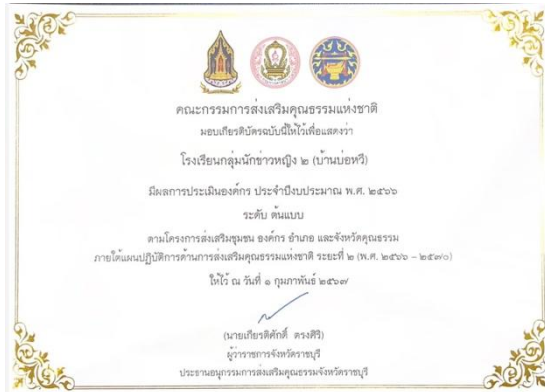 คณะกรรมการส่งเสริมคุณธรรมแห่งชาติ
มอบเกียรติบัตรฉบับนี้ให้ไว้เพื่อแสดงว่า
โรงเรียนกลุ่มนักข่าวหญิง ๒ (บ้านบ่อหวี)
มีผลการประเมินองค์กร ประจำปีงบประมาณ พ.ศ. ๒๕๖๖
ระดับ ต้นแบบ
ตามโครงการส่งเสริมชุมชน องค์กร อำเภอ และจังหวัดคุณธรรม
ภายใต้แผนปฏิบัติการด้านการส่งเสริมคุณธรรมแห่งชาติ ระยะที่ ๒ (พ.ศ. ๒๕๖๖ – ๒๕๗๐)
ให้ไว้ ณ วันที่ ๑ กุมภาพันธ์ ๒๕๖๗
(นายเกียรติศักดิ์ ตรงศิริ)
ผู้ว่าราชการจังหวัดราชบุรี
ประธานอนุกรรมการส่งเสริมคุณธรรมจังหวัดราชบุรี